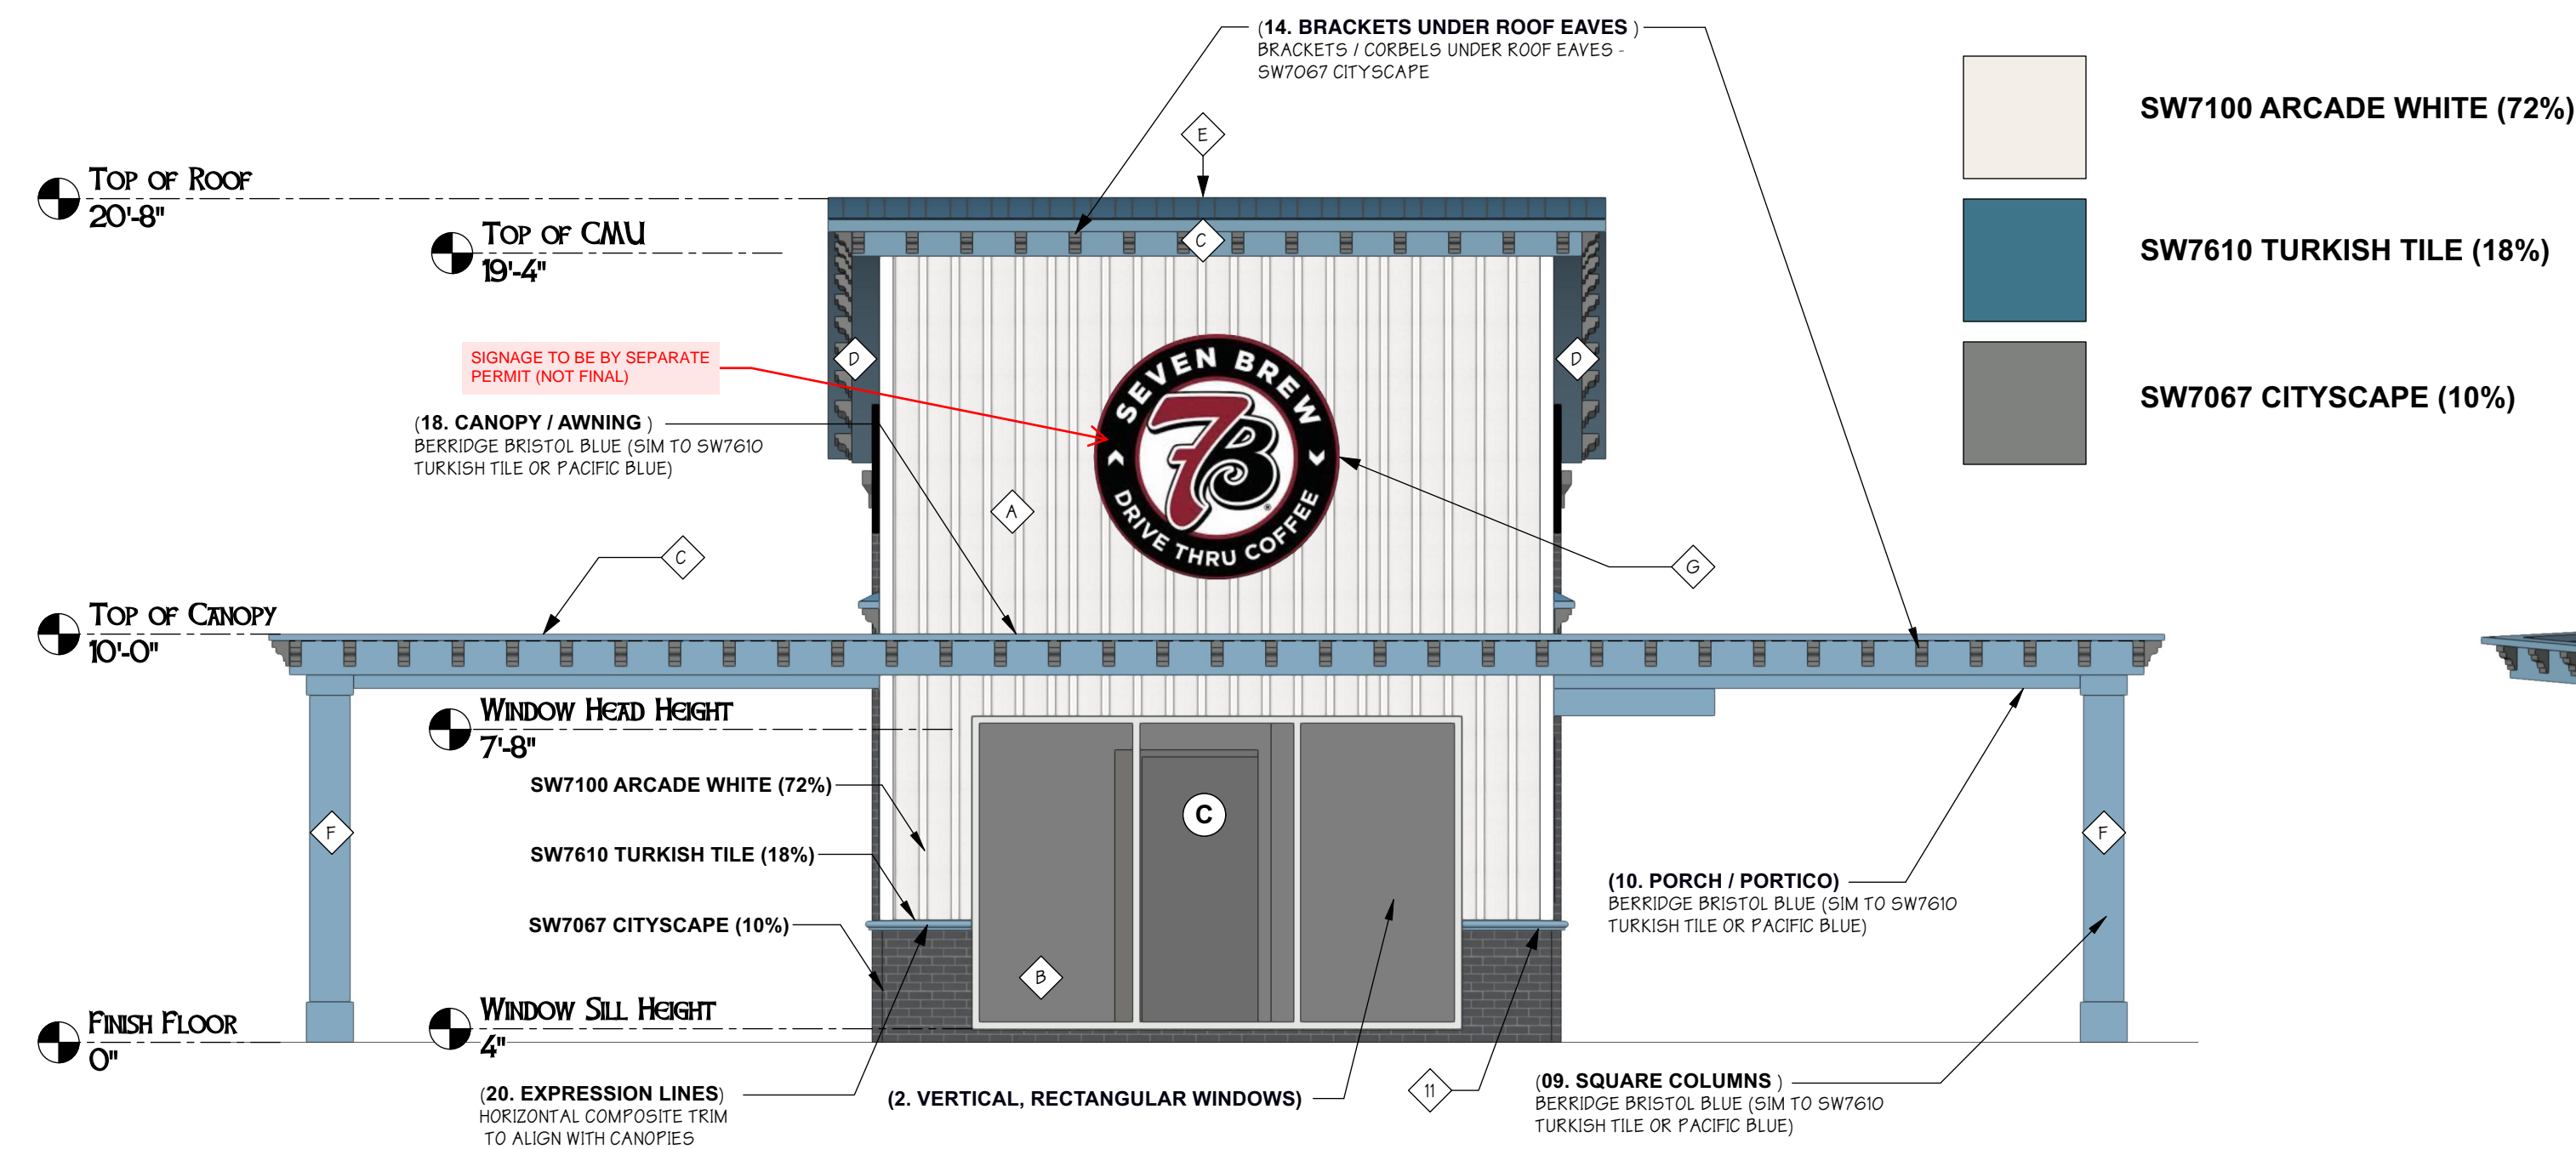 (14. BRACKETS UNDER ROOF EAVES )
BRACKETS / CORBELS UNDER ROOF EAVES -
SW7067 CITYSCAPE
SW7100 ARCADE WHITE (72%)
SW7610 TURKISH TILE (18%)
SW7067 CITYSCAPE (10%)
E
TOP OF ROOF
20'-8"
TOP OF CMU
19'-4"
C
D
D
SIGNAGE TO BE BY SEPARATE
PERMIT (NOT FINAL)
(18. CANOPY / AWNING )
BERRIDGE BRISTOL BLUE (SIM TO SW7610
TURKISH TILE OR PACIFIC BLUE)
SEVEN BREW
7B®
DRIVE THRU COFFEE
A
C
G
TOP OF CANOPY
10'-0"
WINDOW HEAD HEIGHT
7'-8"
SW7100 ARCADE WHITE (72%)
SW7610 TURKISH TILE (18%)
SW7067 CITYSCAPE (10%)
F
C
F
B
(10. PORCH / PORTICO)
BERRIDGE BRISTOL BLUE (SIM TO SW7610
TURKISH TILE OR PACIFIC BLUE)
WINDOW SILL HEIGHT
4"
FINISH FLOOR
0"
(20. EXPRESSION LINES)
HORIZONTAL COMPOSITE TRIM
TO ALIGN WITH CANOPIES
(2. VERTICAL, RECTANGULAR WINDOWS)
11
(09. SQUARE COLUMNS )
BERRIDGE BRISTOL BLUE (SIM TO SW7610
TURKISH TILE OR PACIFIC BLUE)